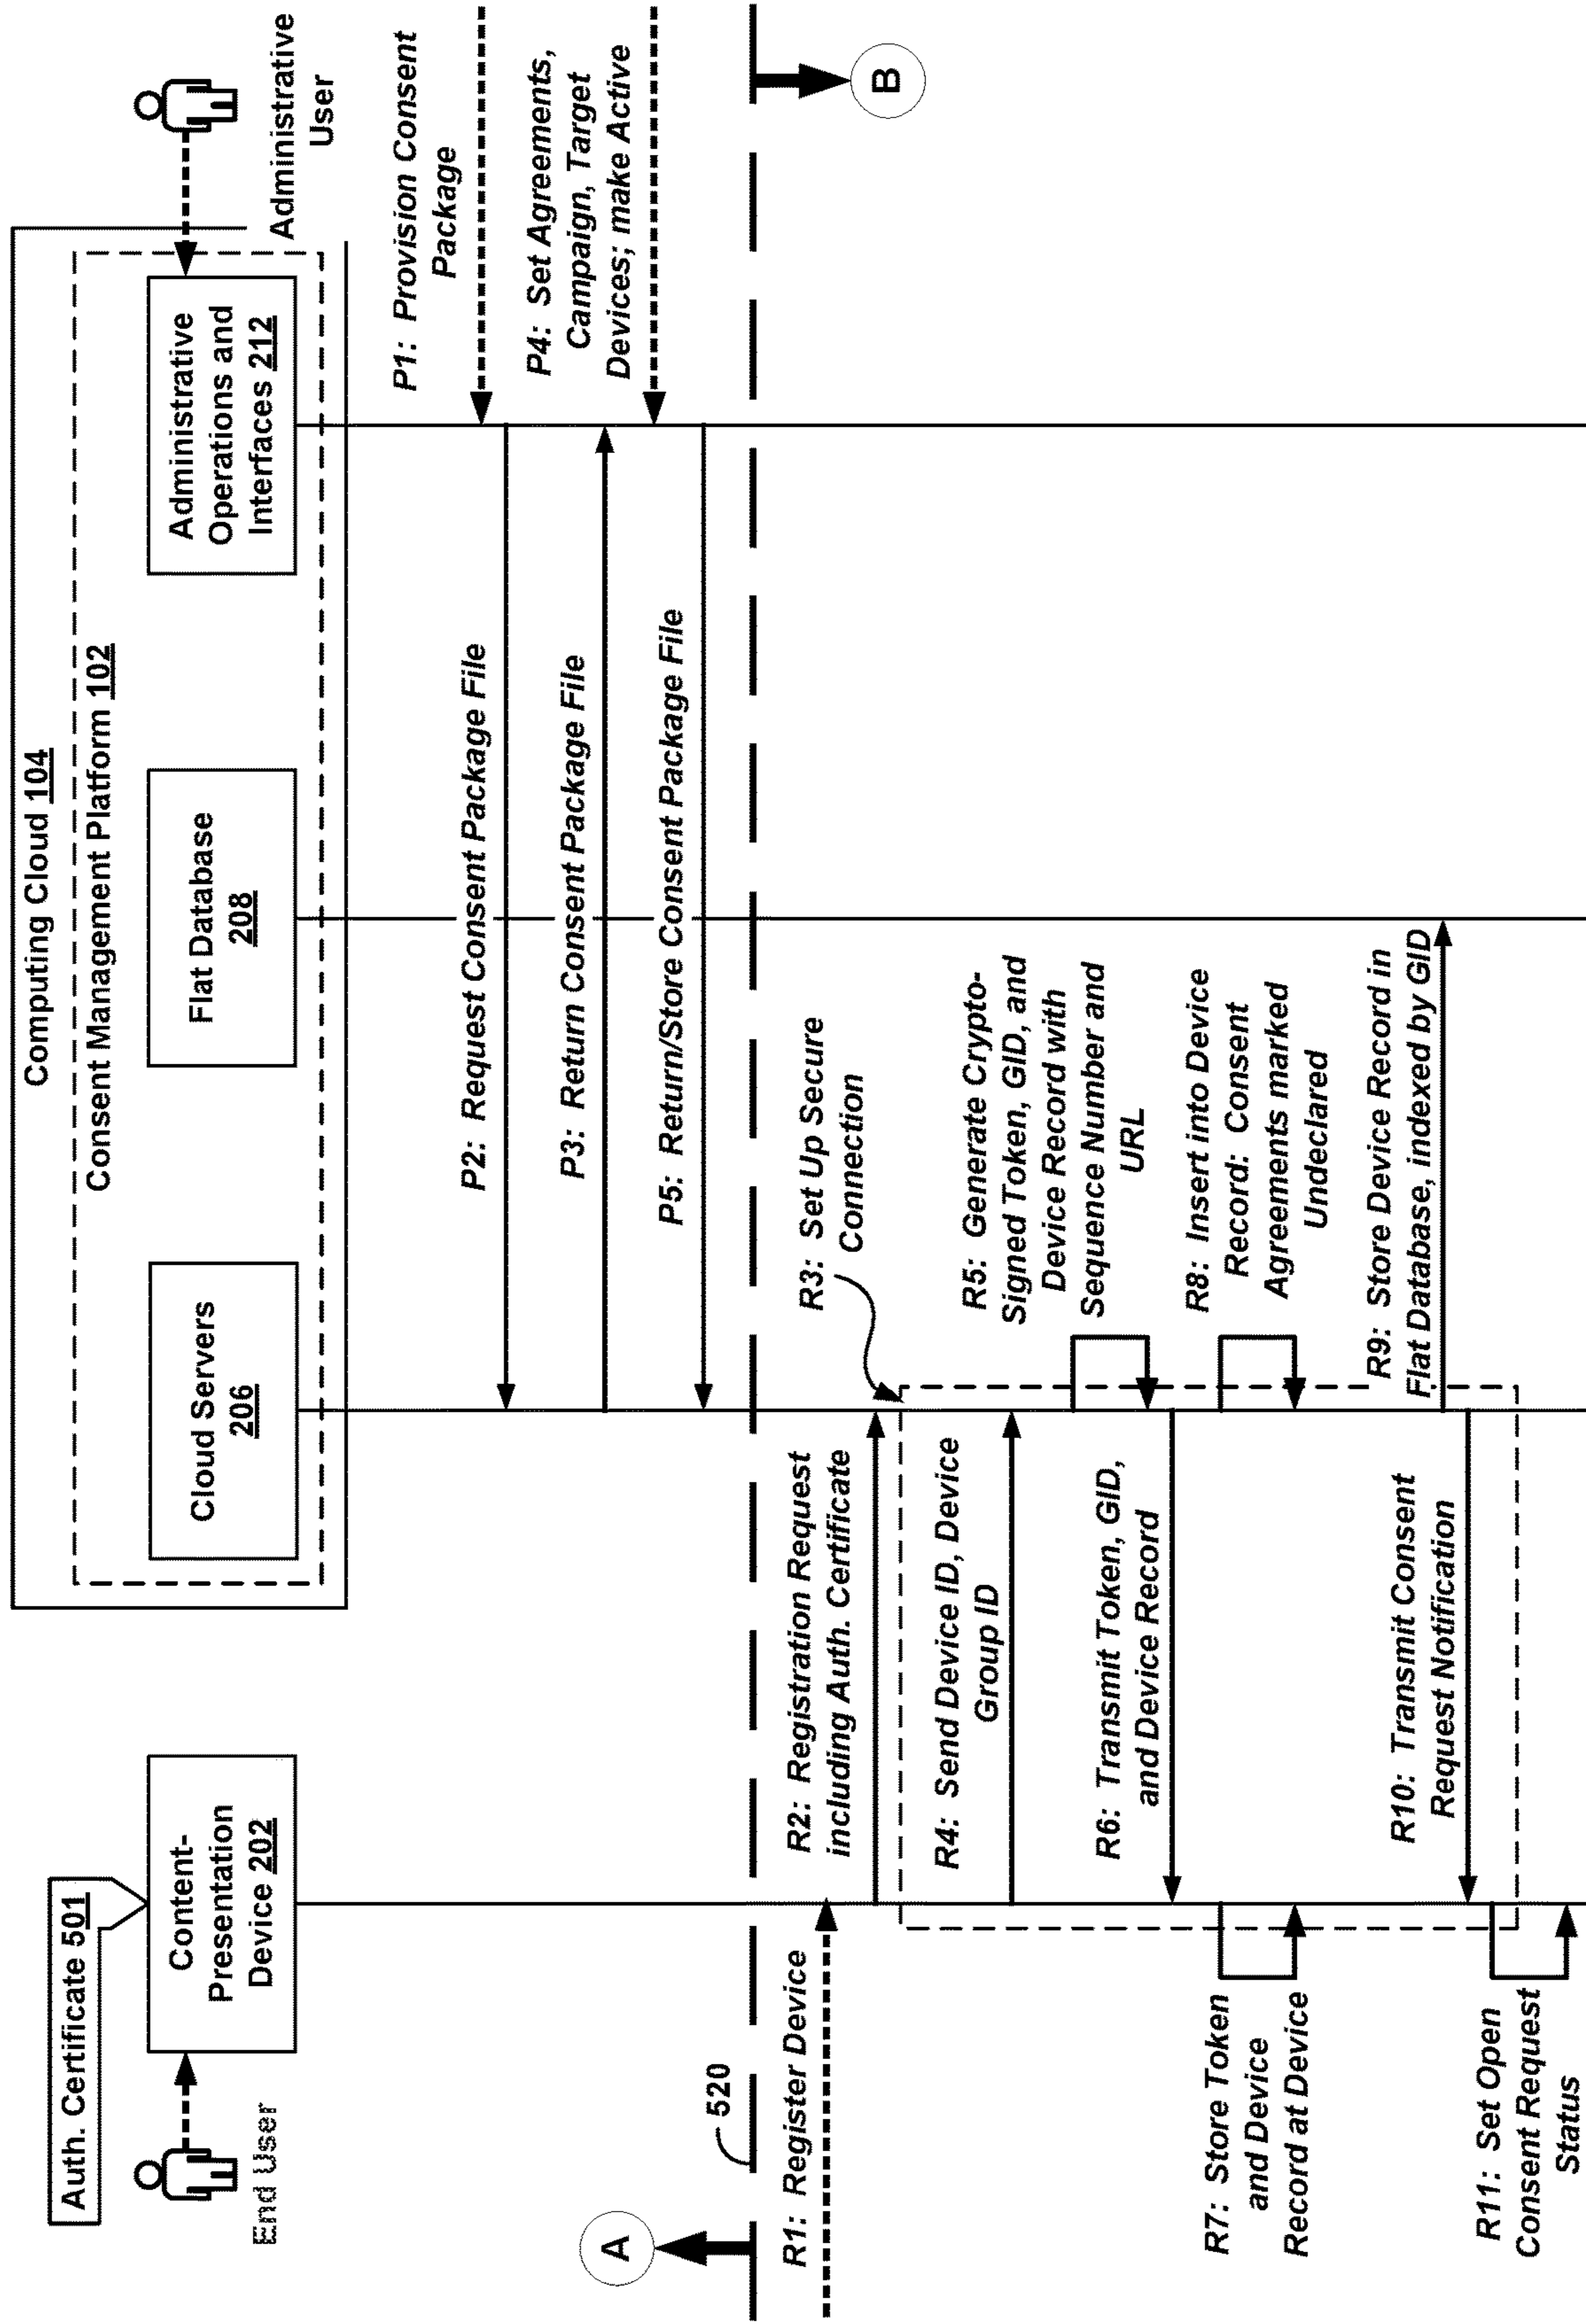 Computing Cloud 104
Consent Management Platform 102
Auth. Certificate 501
End User
Content-
Presentation
Device 202
Cloud Servers
206
Flat Database
208
Administrative
Operations and
Interfaces 212
Administrative
User
P1: Provision Consent
Package
P2: Request Consent Package File
P3: Return Consent Package File
P4: Set Agreements,
Campaign, Target
Devices; make Active
P5: Return/Store Consent Package File
A
520
B
R1: Register Device
R2: Registration Request
including Auth. Certificate
R3: Set Up Secure
Connection
R4: Send Device ID, Device
Group ID
R5: Generate Crypto-
Signed Token, GID, and
Device Record with
Sequence Number and
URL
R6: Transmit Token, GID,
and Device Record
R7: Store Token
and Device
Record at Device
R8: Insert into Device
Record: Consent
Agreements marked
Undeclared
R9: Store Device Record in
Flat Database, indexed by GID
R10: Transmit Consent
Request Notification
R11: Set Open
Consent Request
Status